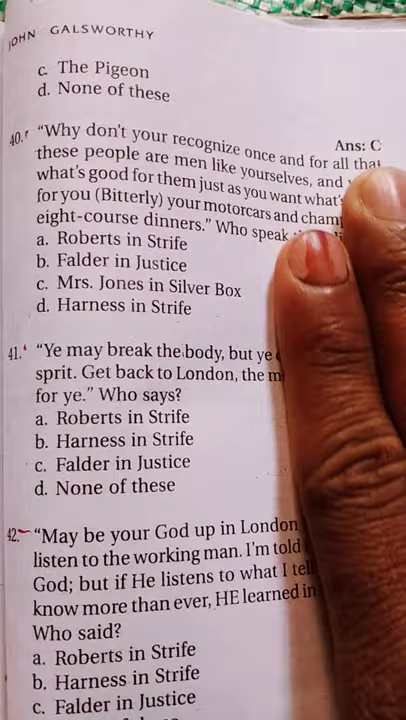 JOHN GALSWORTHY
c. The Pigeon
d. None of these
Ans: C
40. “Why don’t your recognize once and for all that
these people are men like yourselves, and
what’s good for them just as you want what’s
for you (Bitterly) your motorcars and
eight-course dinners.” Who
a. Roberts in Strife
b. Falder in Justice
c. Mrs. Jones in Silver Box
d. Harness in Strife
41. “Ye may break the body, but ye
sprit. Get back to London, the
for ye.” Who says?
a. Roberts in Strife
b. Harness in Strife
c. Falder in Justice
d. None of these
42. “May be your God up in London
listen to the working man. I’m told
God; but if He listens to what I
know more than ever, HE learned
Who said?
a. Roberts in Strife
b. Harness in Strife
c. Falder in Justice